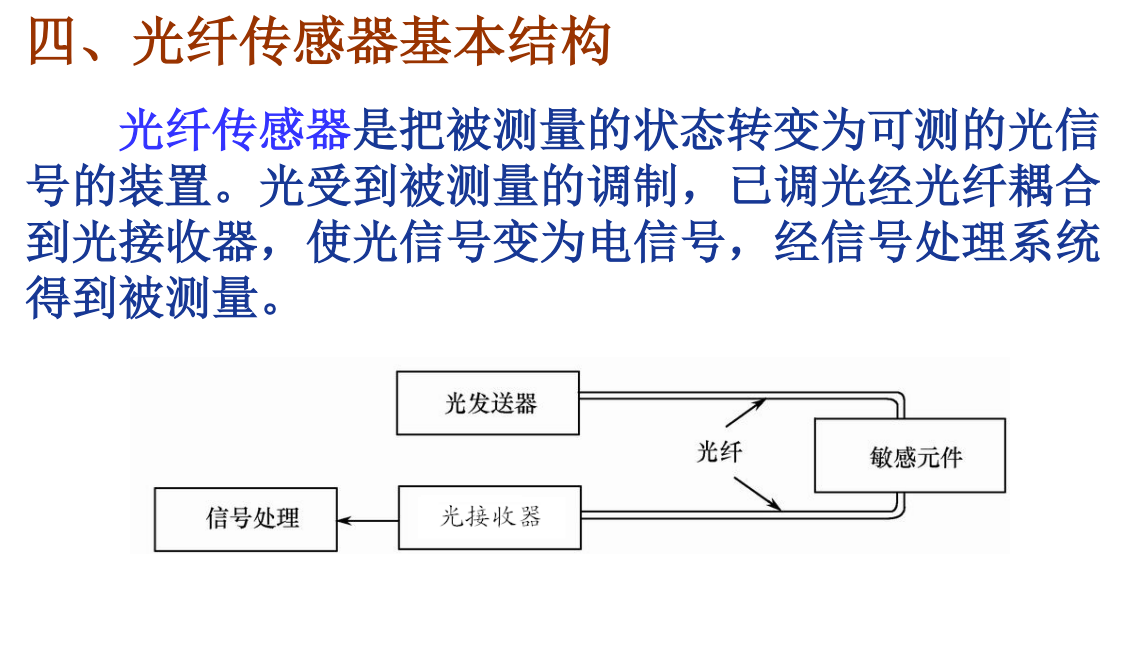 四、光纤传感器基本结构
光纤传感器是把被测量的状态转变为可测的光信
号的装置。光受到被测量的调制，已调光经光纤耦合
到光接收器，使光信号变为电信号，经信号处理系统
得到被测量。
光发送器
光纤
敏感元件
信号处理
光接收器